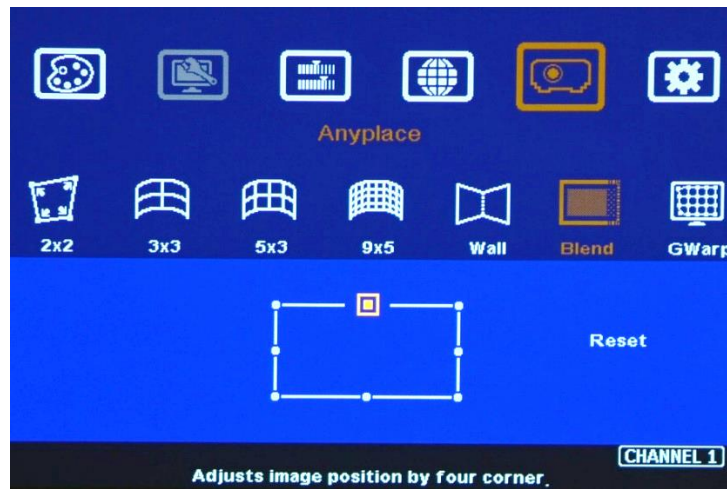 Anyplace
2x2 3x3 5x3 9x5 Wall Blend GWarp
Reset
CHANNEL 1
Adjusts image position by four corner.